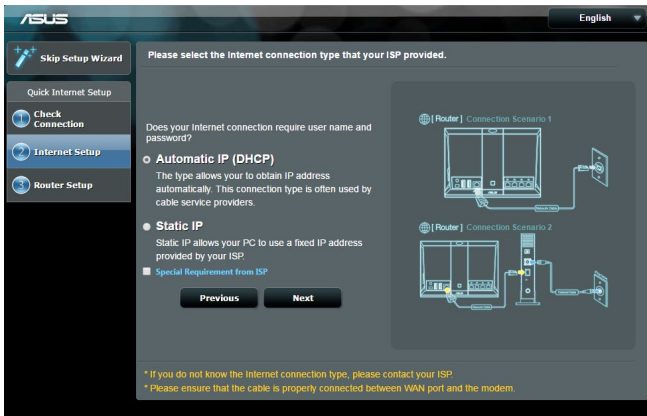 ASUS
English
Skip Setup Wizard
Please select the Internet connection type that your ISP provided.
Quick Internet Setup
1 Check
Connection
2 Internet Setup
3 Router Setup
Does your Internet connection require user name and
password?
Automatic IP (DHCP)
The type allows your to obtain IP address
automatically. This connection type is often used by
cable service providers.
Static IP
Static IP allows your PC to use a fixed IP address
provided by your ISP.
Special Requirement from ISP
Previous
Next
[ Router ] Connection Scenario 1
Network Cable
[ Router ] Connection Scenario 2
* If you do not know the Internet connection type, please contact your ISP.
* Please ensure that the cable is properly connected between WAN port and the modem.